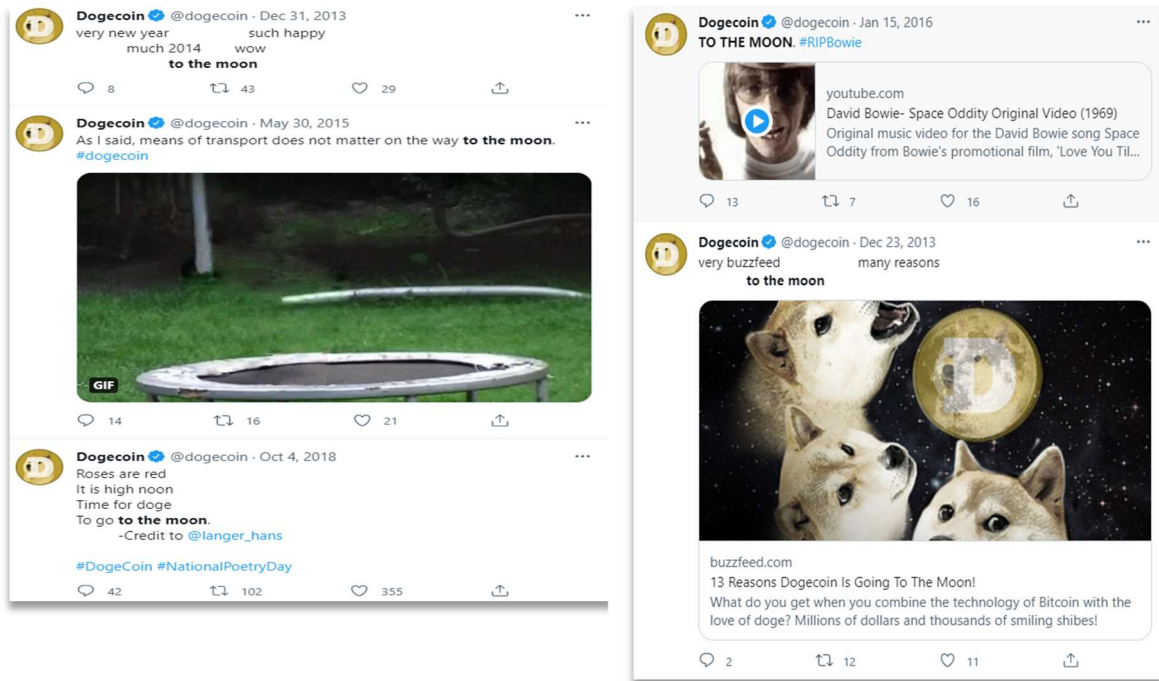 Dogecoin @dogecoin · Dec 31, 2013
very new year such happy
much 2014 wow
to the moon
8 43 29
Dogecoin @dogecoin · May 30, 2015
As I said, means of transport does not matter on the way to the moon.
#dogecoin
GIF
14 16 21
Dogecoin @dogecoin · Oct 4, 2018
Roses are red
It is high noon
Time for doge
To go to the moon.
-Credit to @langer_hans
#DogeCoin #NationalPoetryDay
42 102 355
Dogecoin @dogecoin · Jan 15, 2016
TO THE MOON. #RIPBowie
youtube.com
David Bowie- Space Oddity Original Video (1969)
Original music video for the David Bowie song Space
Oddity from Bowie's promotional film, 'Love You Til...
13 7 16
Dogecoin @dogecoin · Dec 23, 2013
very buzzfeed many reasons
to the moon
buzzfeed.com
13 Reasons Dogecoin Is Going To The Moon!
What do you get when you combine the technology of Bitcoin with the
love of doge? Millions of dollars and thousands of smiling shibes!
2 12 11